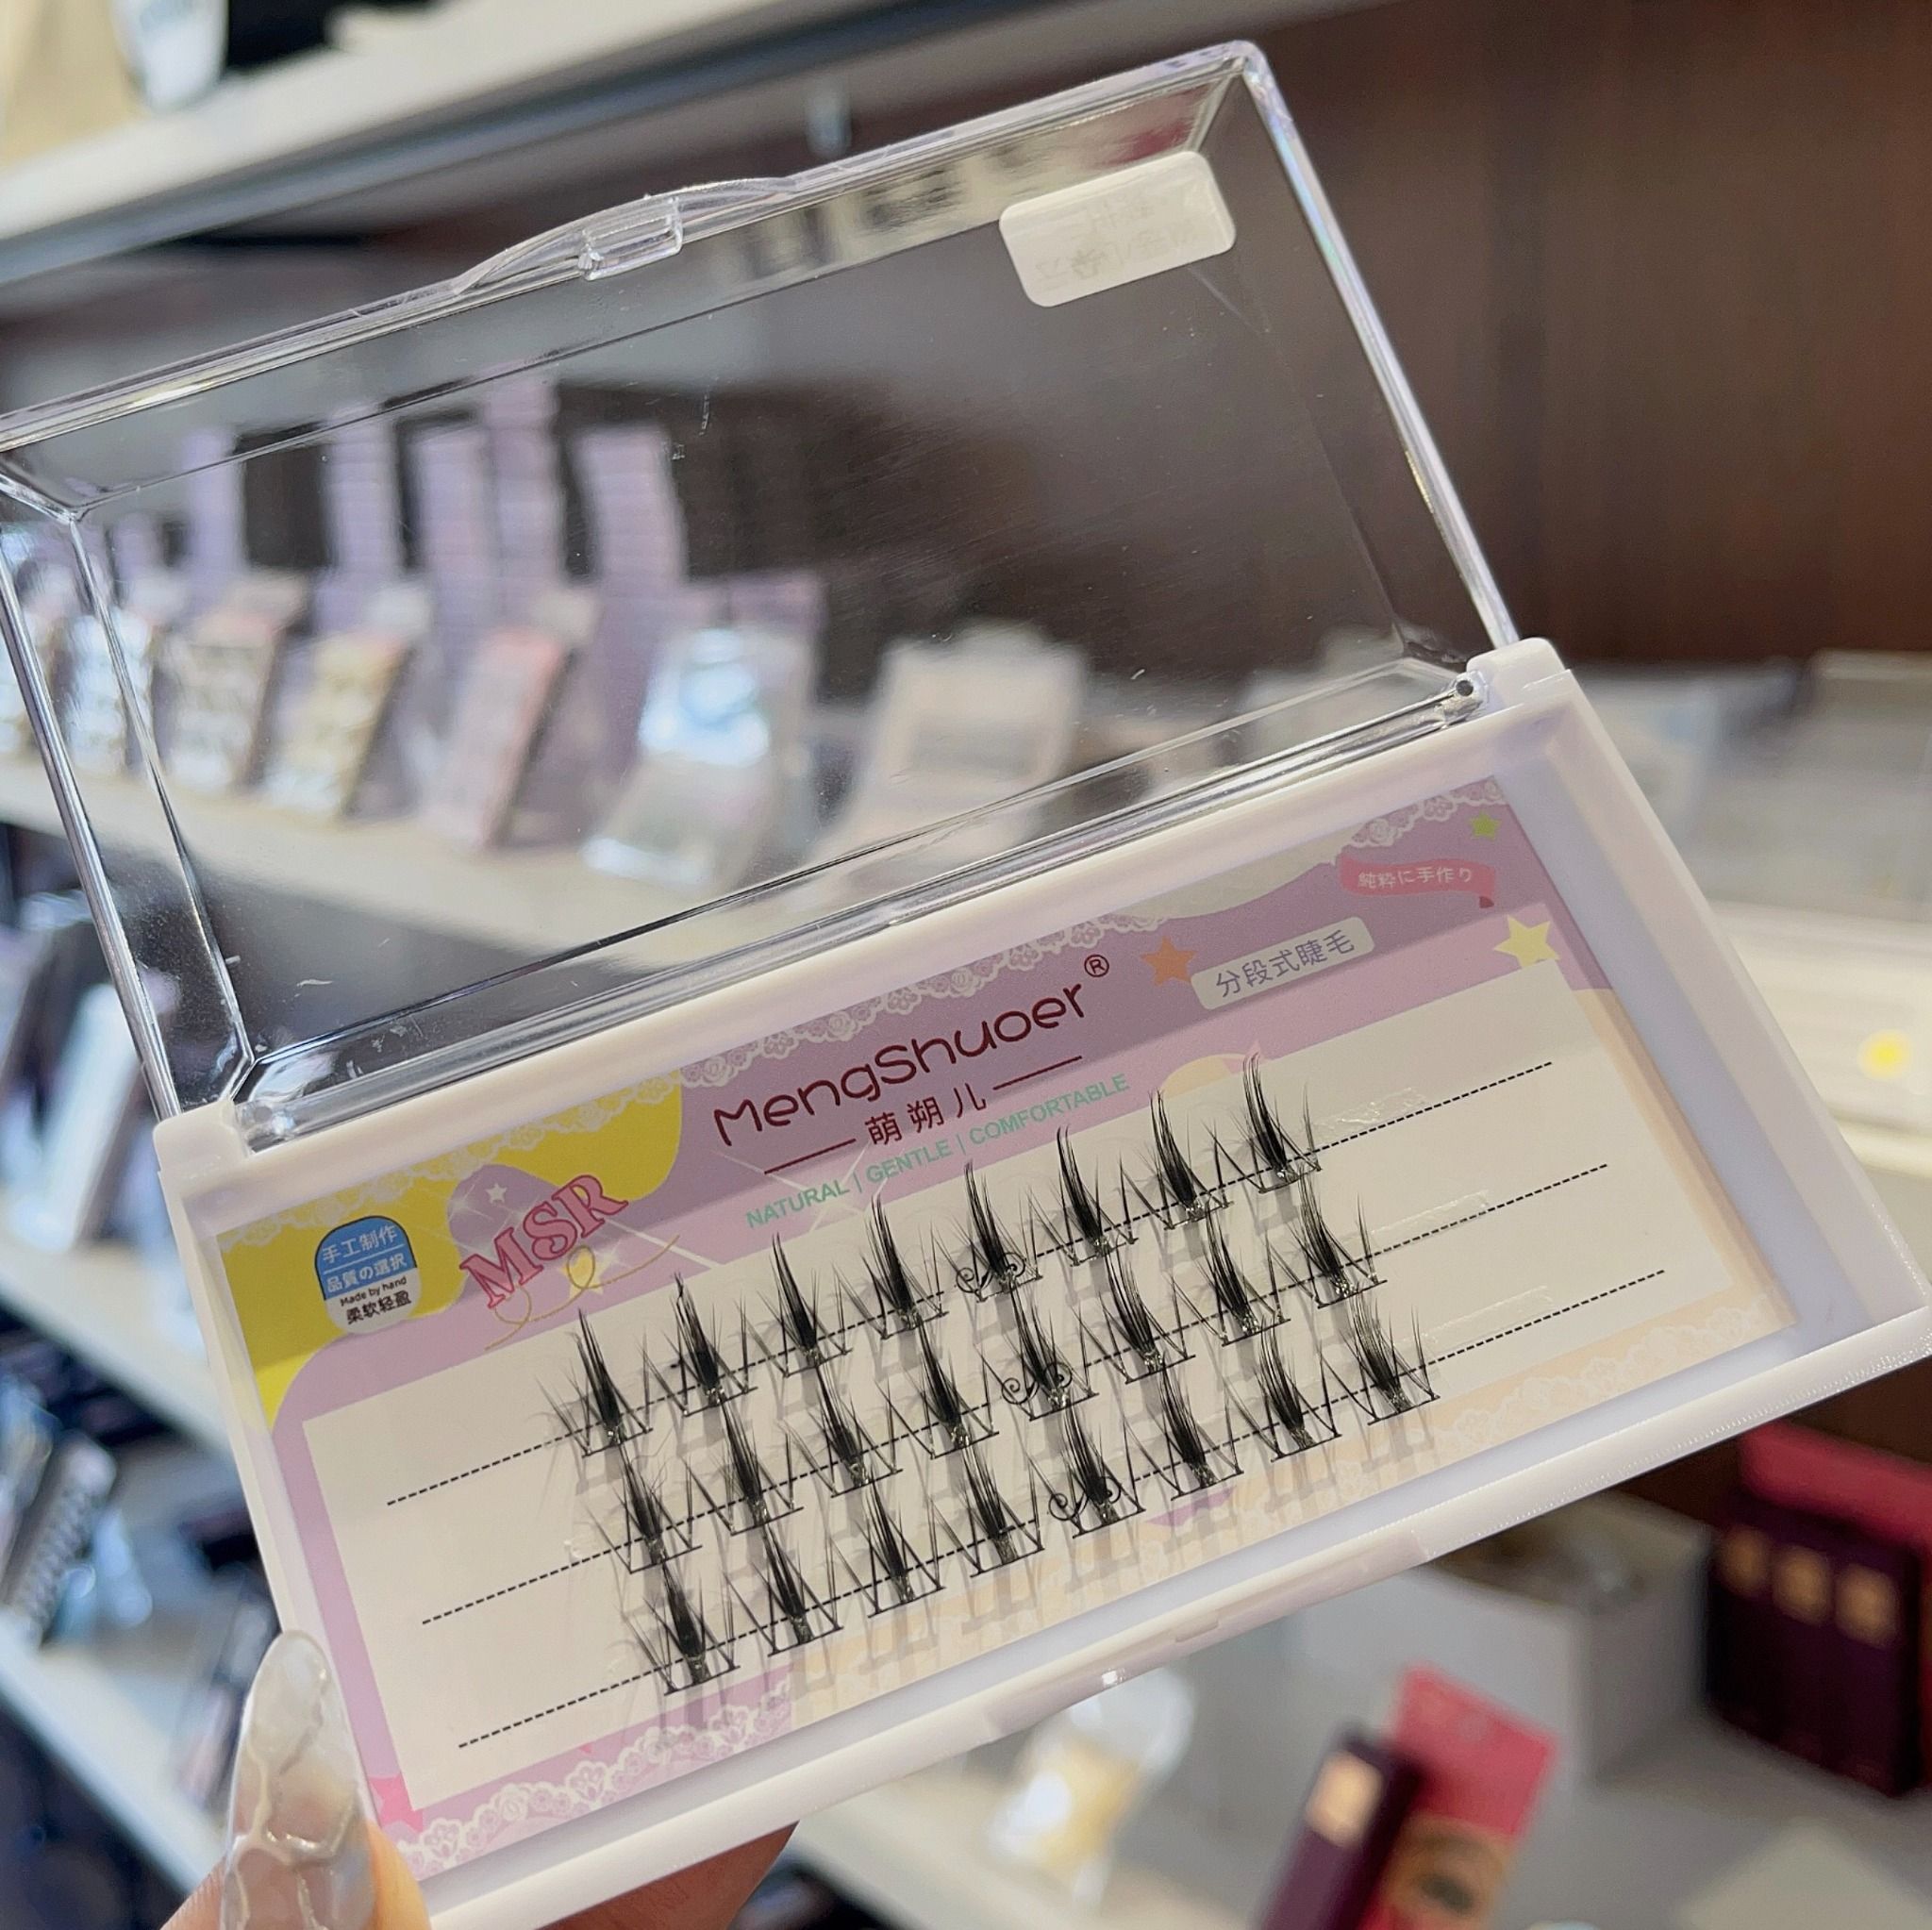 純粋に手作り
分段式睫毛
MengShuoer®
萌朔儿
NATURAL | GENTLE | COMFORTABLE
MSR
手工制作
品質の選択
Made by hand
柔软轻盈